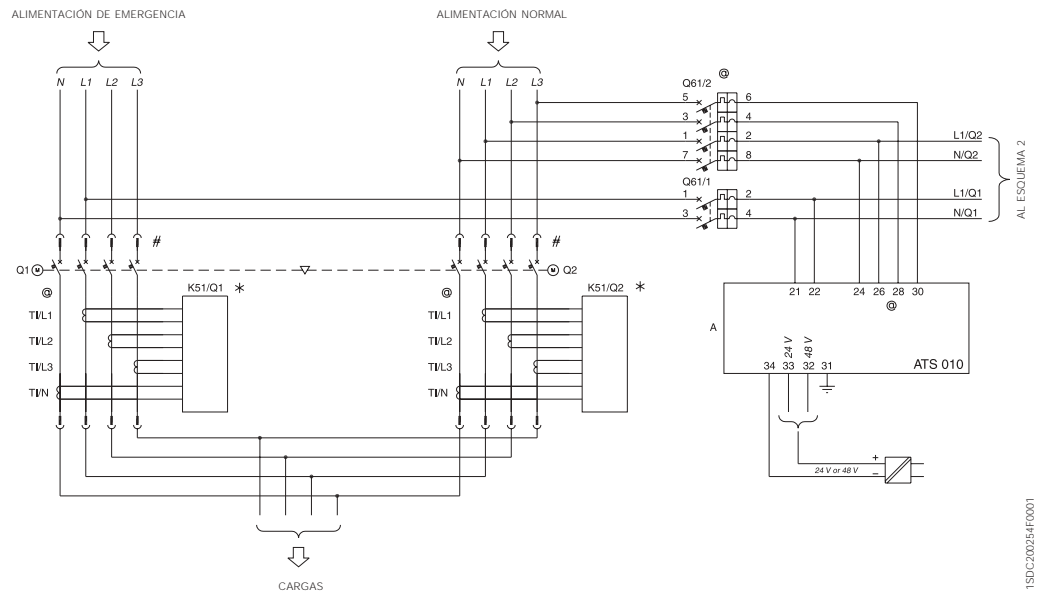 ALIMENTACIÓN DE EMERGENCIA
ALIMENTACIÓN NORMAL
N L1 L2 L3
N L1 L2 L3
Q61/2 @
5 6
3 4
1 2
7 8
L1/Q2
N/Q2
Q61/1
1 2
3 4
L1/Q1
N/Q1
AL ESQUEMA 2
#
#
Q1 M
M Q2
@
K51/Q1 *
TI/L1
TI/L2
TI/L3
TI/N
@
K51/Q2 *
TI/L1
TI/L2
TI/L3
TI/N
21 22 24 26 28 30
@
A
24 V
48 V
34 33 32 31
ATS 010
24 V or 48 V
+
–
CARGAS
1SDC200254F0001